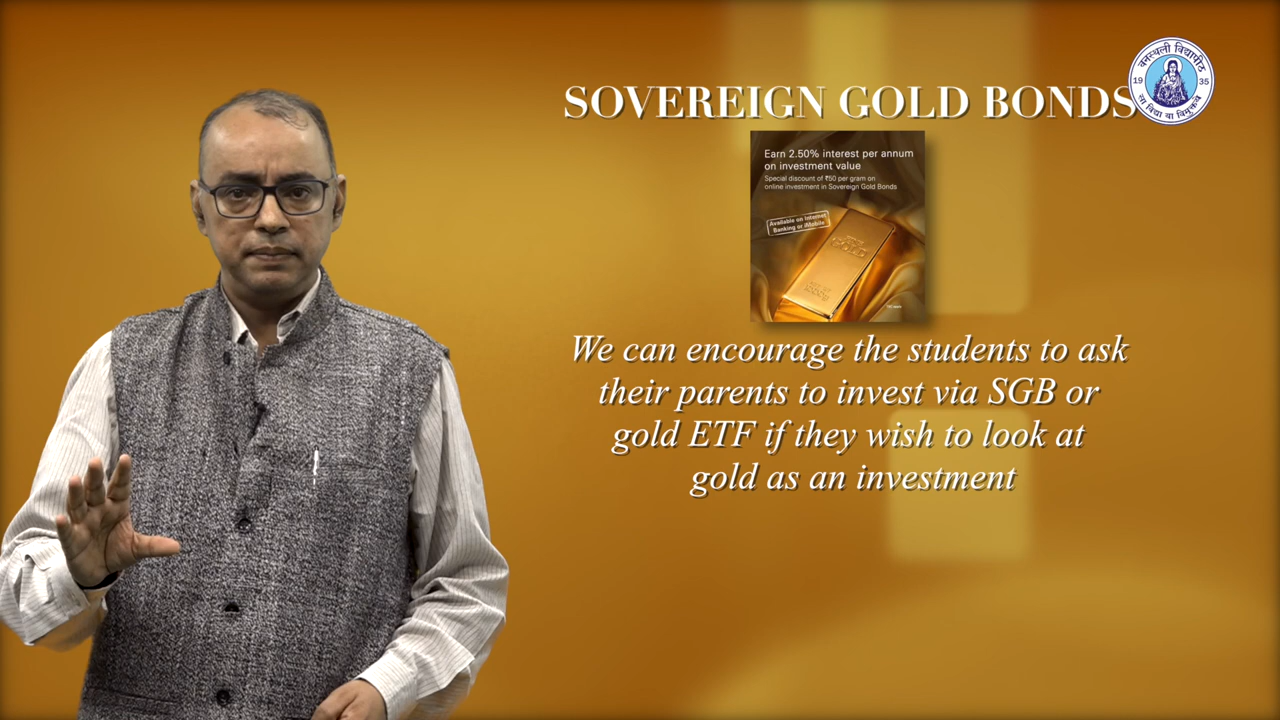 SOVEREIGN GOLD BONDS
वनस्थली विद्यापीठ
19 35
सा विद्या या विमुक्तये
Earn 2.50% interest per annum
on investment value
Special discount of ₹50 per gram on
online investment in Sovereign Gold Bonds
Available on Internet
Banking or iMobile
GOLD
We can encourage the students to ask
their parents to invest via SGB or
gold ETF if they wish to look at
gold as an investment